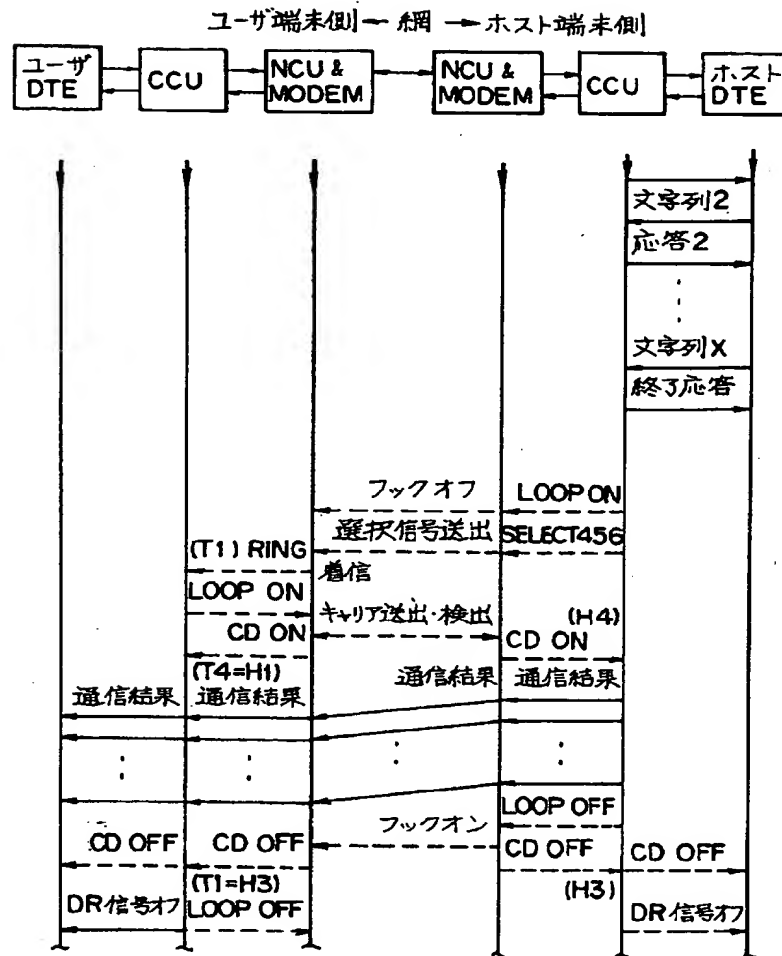 ユーザ端末側 ← 網 → ホスト端末側
ユーザ
DTE
CCU
NCU &
MODEM
NCU &
MODEM
CCU
ホスト
DTE
文字列2
応答2
文字列X
終了応答
フックオフ
LOOP ON
選択信号送出
SELECT456
(T1) RING
着信
LOOP ON
キャリア送出・検出
(H4)
CD ON
CD ON
(T4=H1)
通信結果
通信結果
通信結果
通信結果
LOOP OFF
フックオン
CD OFF
CD OFF
CD OFF
CD OFF
(T1=H3)
(H3)
DR信号オフ
LOOP OFF
DR信号オフ